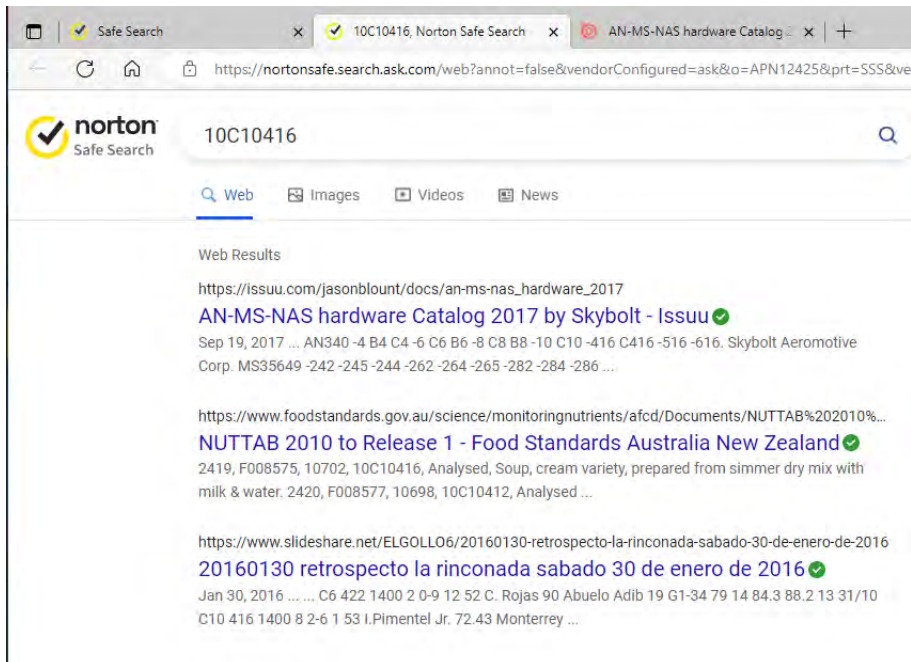 Safe Search
10C10416, Norton Safe Search
AN-MS-NAS hardware Catalog
https://nortonsafe.search.ask.com/web?annot=false&vendorConfigured=ask&o=APN12425&prt=SSS&ve
norton
Safe Search
10C10416
Web Images Videos News
Web Results
https://issuu.com/jasonblount/docs/an-ms-nas_hardware_2017
AN-MS-NAS hardware Catalog 2017 by Skybolt - Issuu
Sep 19, 2017 ... AN340 -4 B4 C4 -6 C6 B6 -8 C8 B8 -10 C10 -416 C416 -516 -616. Skybolt Aeromotive
Corp. MS35649 -242 -245 -244 -262 -264 -265 -282 -284 -286 ...
https://www.foodstandards.gov.au/science/monitoringnutrients/afcd/Documents/NUTTAB%202010%...
NUTTAB 2010 to Release 1 - Food Standards Australia New Zealand
2419, F008575, 10702, 10C10416, Analysed, Soup, cream variety, prepared from simmer dry mix with
milk & water. 2420, F008577, 10698, 10C10412, Analysed ...
https://www.slideshare.net/ELGOLLO6/20160130-retrospecto-la-rinconada-sabado-30-de-enero-de-2016
20160130 retrospecto la rinconada sabado 30 de enero de 2016
Jan 30, 2016 ... ... C6 422 1400 2 0-9 12 52 C. Rojas 90 Abuelo Adib 19 G1-34 79 14 84.3 88.2 13 31/10
C10 416 1400 8 2-6 1 53 I.Pimentel Jr. 72.43 Monterrey ...